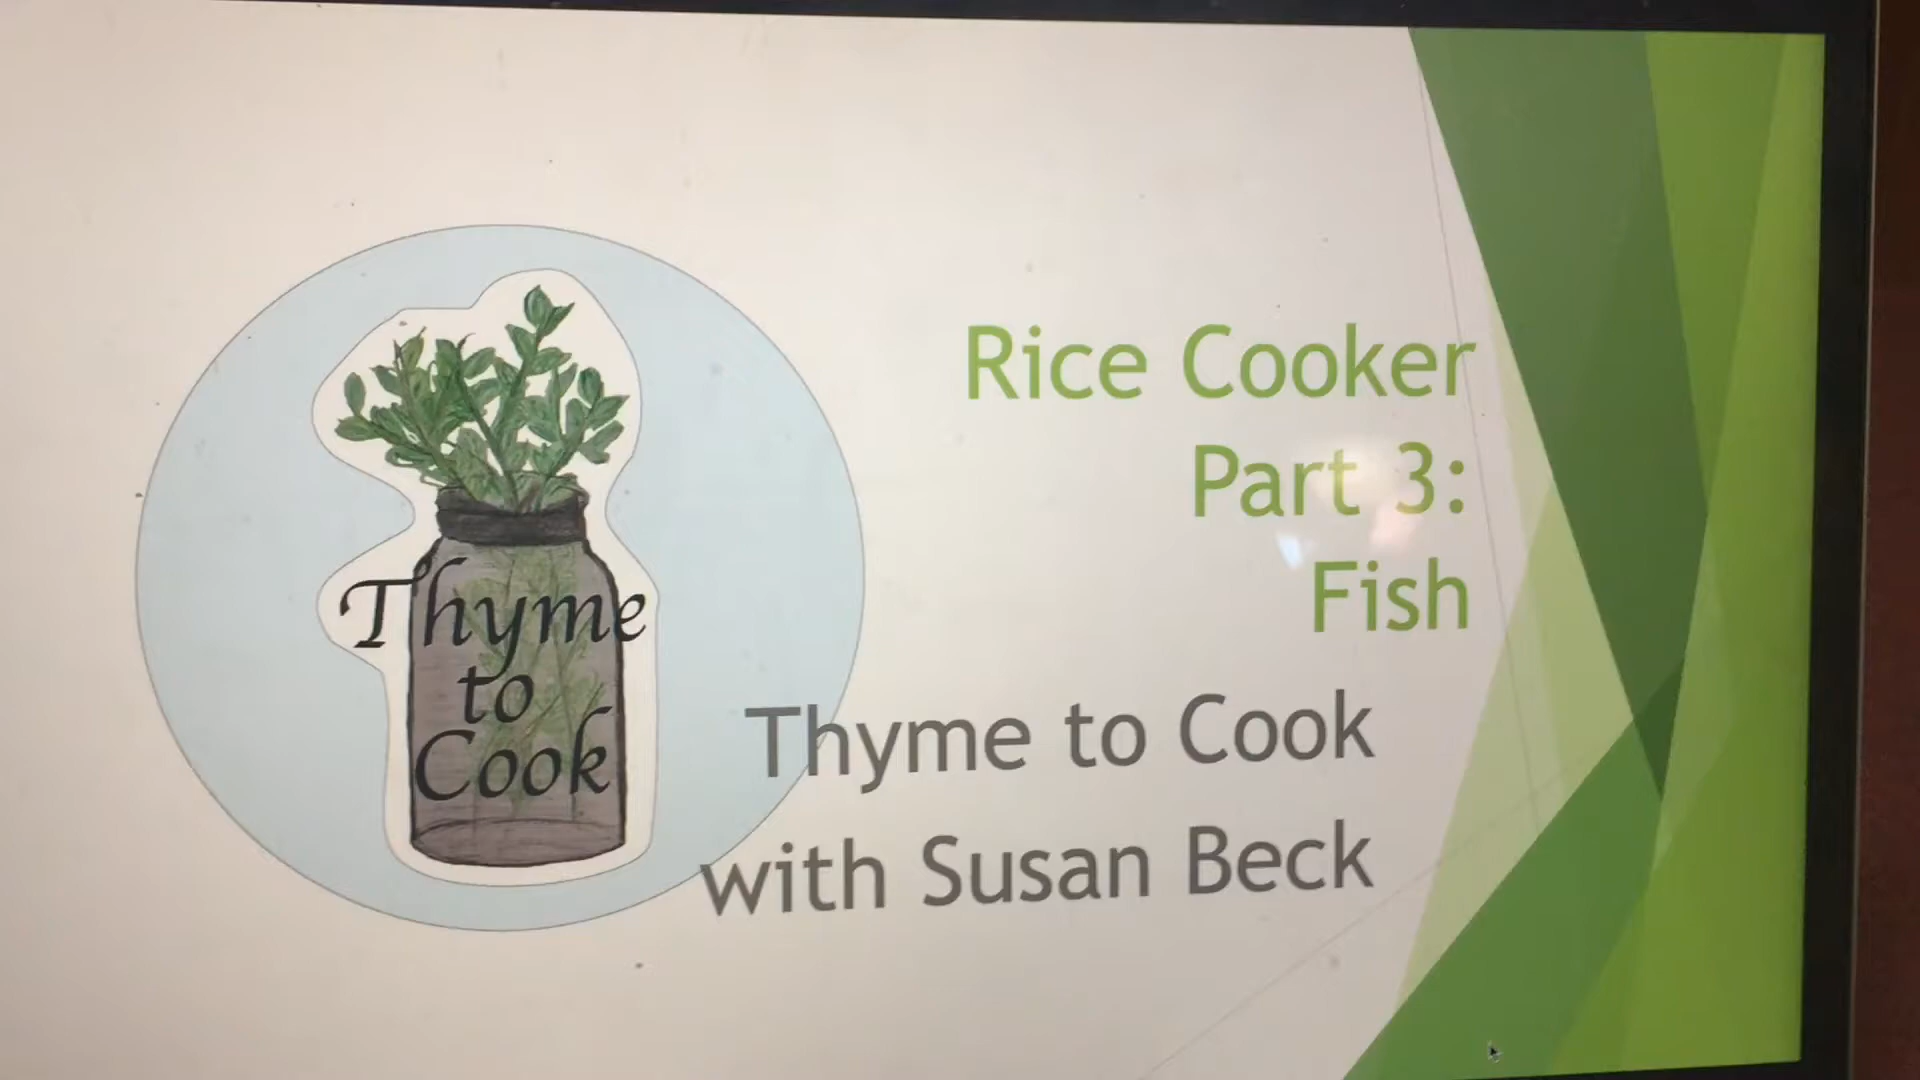 Thyme
to
Cook
Rice Cooker
Part 3:
Fish
Thyme to Cook
with Susan Beck